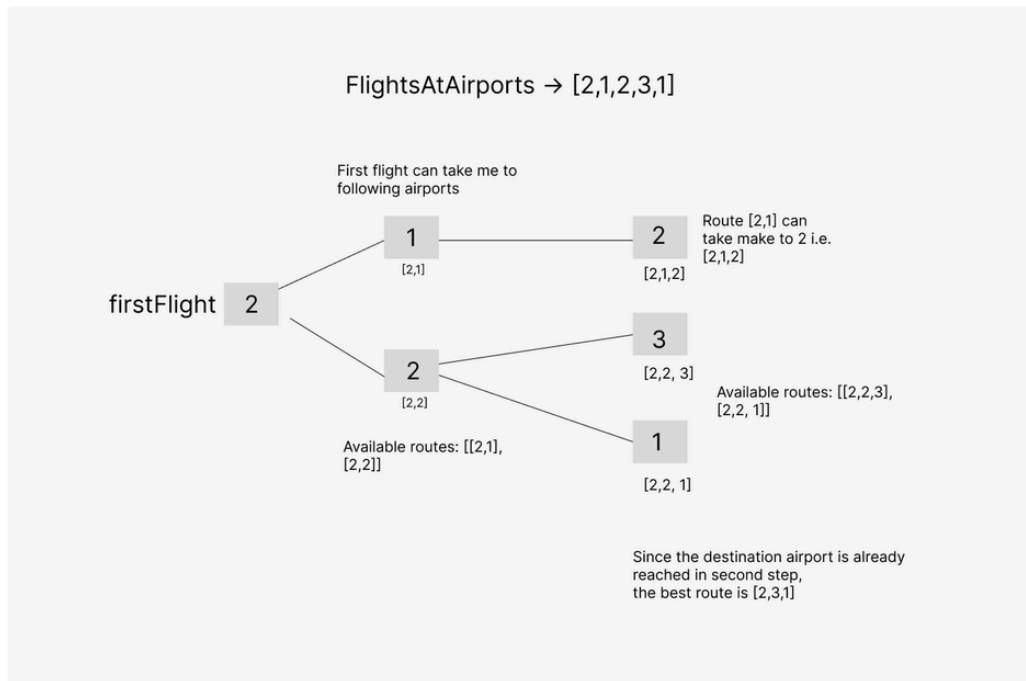 FlightsAtAirports → [2,1,2,3,1]
First flight can take me to
following airports
1
[2,1]
2
[2,1,2]
Route [2,1] can
take make to 2 i.e.
[2,1,2]
firstFlight
2
2
[2,2]
3
[2,2, 3]
Available routes: [[2,2,3],
[2,2, 1]]
1
[2,2, 1]
Available routes: [[2,1],
[2,2]]
Since the destination airport is already
reached in second step,
the best route is [2,3,1]